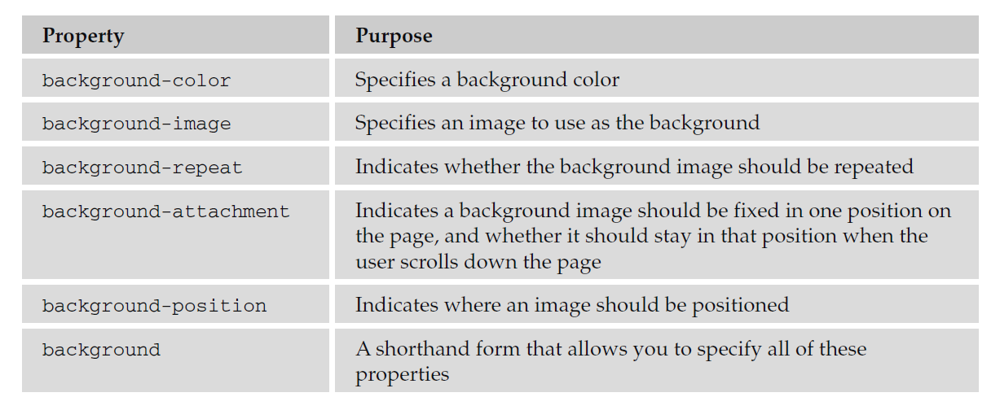 Property Purpose
background-color Specifies a background color
background-image Specifies an image to use as the background
background-repeat Indicates whether the background image should be repeated
background-attachment Indicates a background image should be fixed in one position on
the page, and whether it should stay in that position when the
user scrolls down the page
background-position Indicates where an image should be positioned
background A shorthand form that allows you to specify all of these
properties